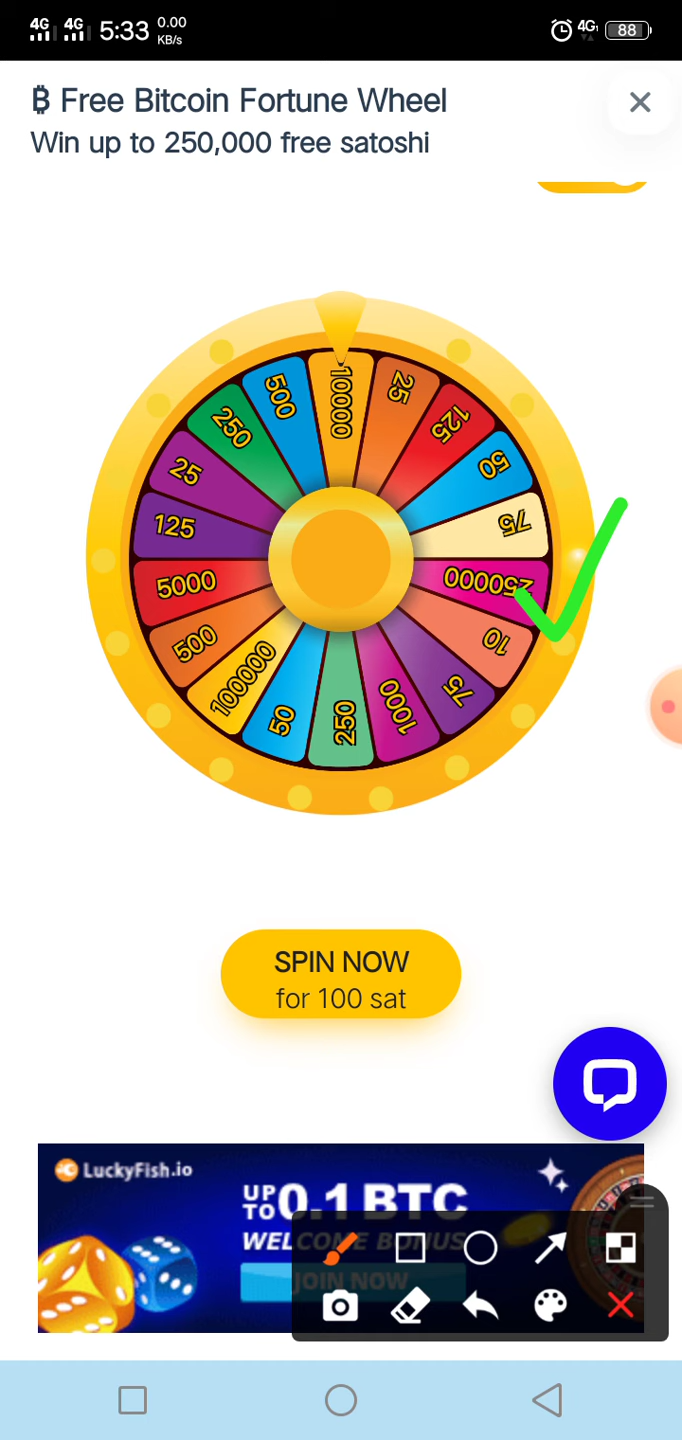 4G 4G 5:33 0.00 KB/s 4G 88
₿ Free Bitcoin Fortune Wheel
Win up to 250,000 free satoshi
10000
25
125
50
75
250000
10
75
1000
250
50
100000
500
5000
125
25
250
500
SPIN NOW
for 100 sat
LuckyFish.io
UP TO 0.1 BTC
WELCOME BONUS
JOIN NOW